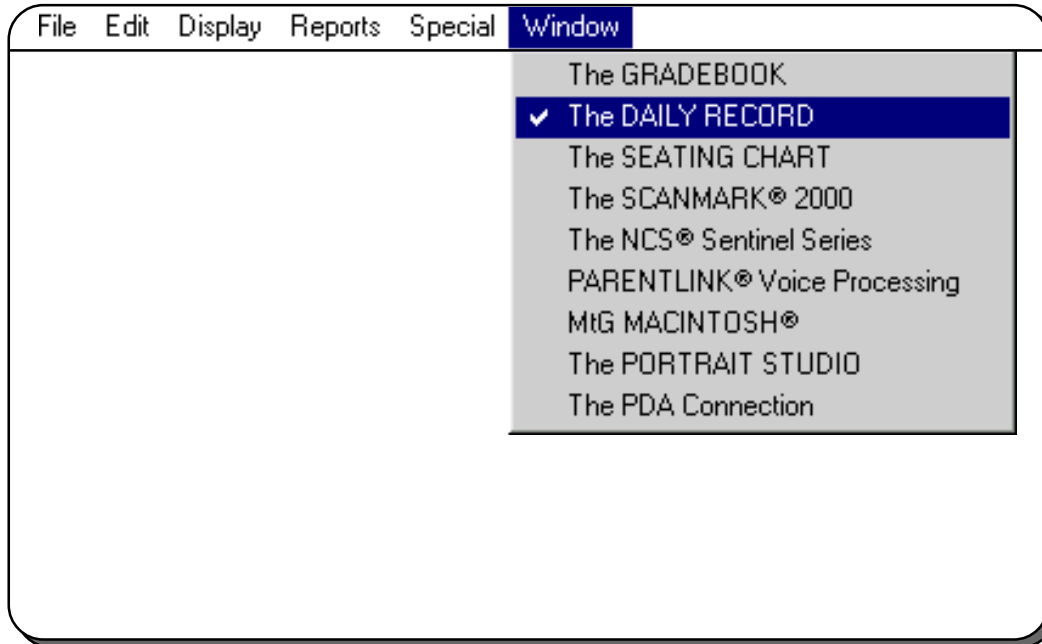 File Edit Display Reports Special Window
The GRADEBOOK
✓ The DAILY RECORD
The SEATING CHART
The SCANMARK® 2000
The NCS® Sentinel Series
PARENTLINK® Voice Processing
MtG MACINTOSH®
The PORTRAIT STUDIO
The PDA Connection